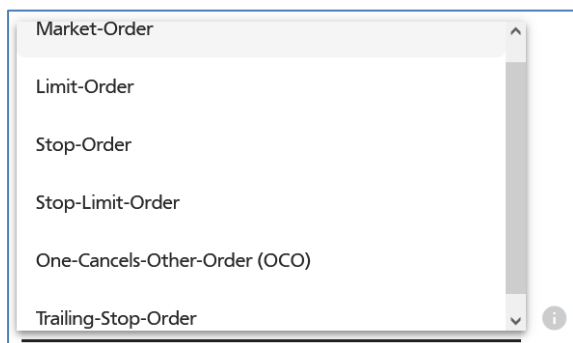 Market-Order
Limit-Order
Stop-Order
Stop-Limit-Order
One-Cancels-Other-Order (OCO)
Trailing-Stop-Order